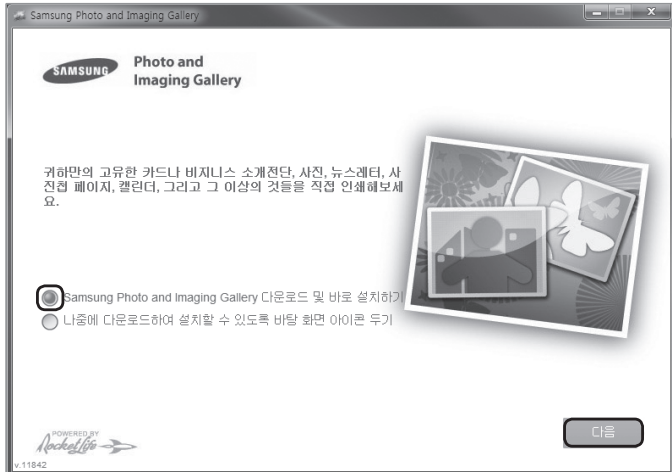 Samsung Photo and Imaging Gallery
SAMSUNG
Photo and
Imaging Gallery
귀하만의 고유한 카드나 비지니스 소개전단, 사진, 뉴스레터, 사
진첩 페이지, 캘린더, 그리고 그 이상의 것들을 직접 인쇄해보세
요.
Samsung Photo and Imaging Gallery 다운로드 및 바로 설치하기
나중에 다운로드하여 설치할 수 있도록 바탕 화면 아이콘 두기
POWERED BY
RocketLife
다음
v.11842